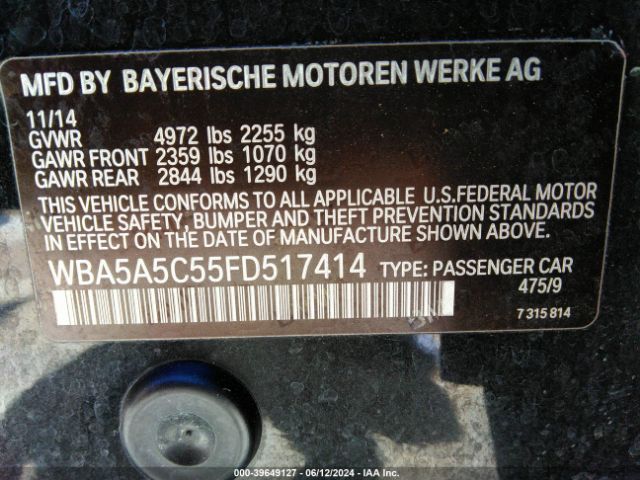 MFD BY BAYERISCHE MOTOREN WERKE AG
11/14
GVWR 4972 lbs 2255 kg
GAWR FRONT 2359 lbs 1070 kg
GAWR REAR 2844 lbs 1290 kg
THIS VEHICLE CONFORMS TO ALL APPLICABLE U.S.FEDERAL MOTOR
VEHICLE SAFETY, BUMPER AND THEFT PREVENTION STANDARDS
IN EFFECT ON THE DATE OF MANUFACTURE SHOWN ABOVE.
WBA5A5C55FD517414 TYPE: PASSENGER CAR
475/9
7 315 814
000-39649127 - 06/12/2024 - IAA Inc.